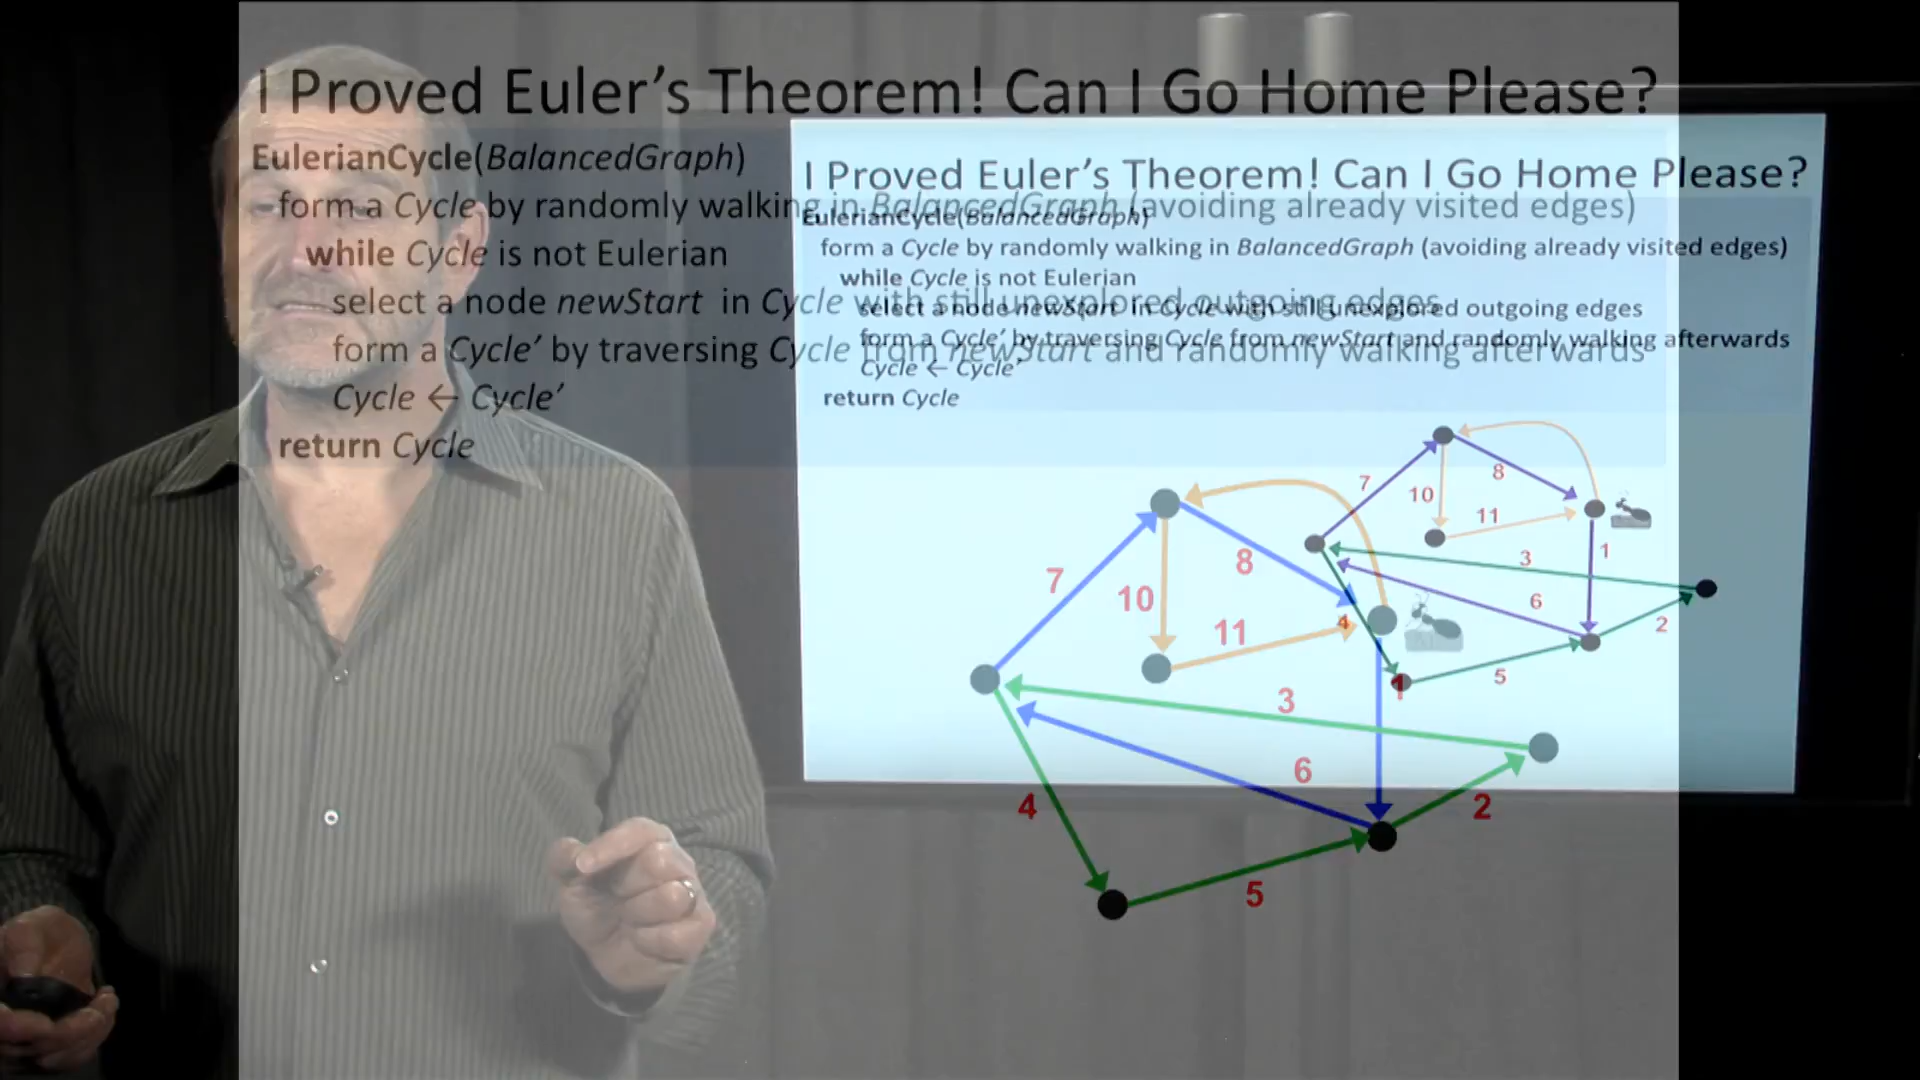 I Proved Euler's Theorem! Can I Go Home Please?
EulerianCycle(BalancedGraph)
form a Cycle by randomly walking in BalancedGraph (avoiding already visited edges)
while Cycle is not Eulerian
select a node newStart in Cycle with still unexplored outgoing edges
form a Cycle' by traversing Cycle from newStart and randomly walking afterwards
Cycle ← Cycle'
return Cycle
7
8
10
11
3
1
6
4
2
5
I Proved Euler's Theorem! Can I Go Home Please?
EulerianCycle(BalancedGraph)
form a Cycle by randomly walking in BalancedGraph (avoiding already visited edges)
while Cycle is not Eulerian
select a node newStart in Cycle with still unexplored outgoing edges
form a Cycle' by traversing Cycle from newStart and randomly walking afterwards
Cycle ← Cycle'
return Cycle
7
8
10
11
1
3
6
4
2
5